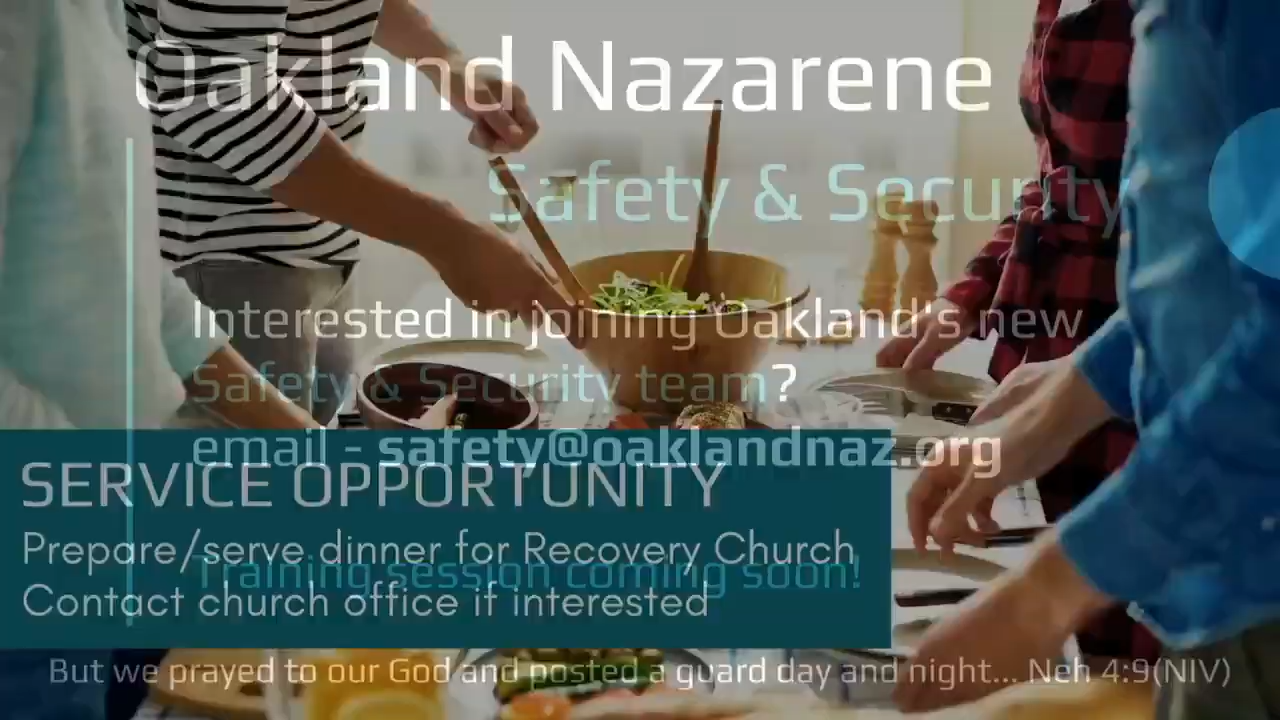 Oakland Nazarene
Safety & Security
Interested in joining Oakland's new
Safety & Security team?
email - safety@oaklandnaz.org
SERVICE OPPORTUNITY
Prepare/serve dinner for Recovery Church
Training session coming soon!
Contact church office if interested
But we prayed to our God and posted a guard day and night... Neh 4:9(NIV)